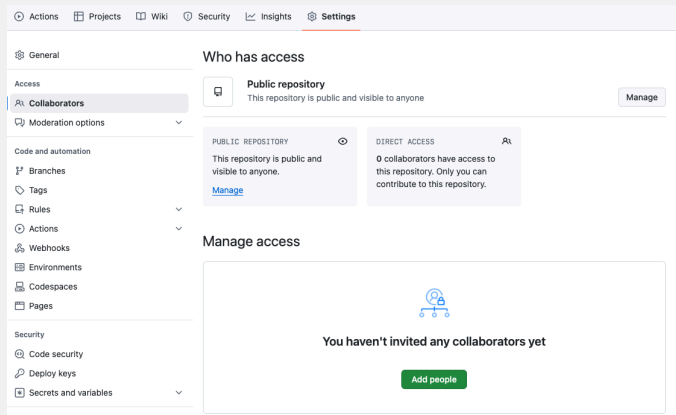 Actions
Projects
Wiki
Security
Insights
Settings
General
Access
Collaborators
Moderation options
Code and automation
Branches
Tags
Rules
Actions
Webhooks
Environments
Codespaces
Pages
Security
Code security
Deploy keys
Secrets and variables
Who has access
Public repository
This repository is public and visible to anyone
Manage
PUBLIC REPOSITORY
This repository is public and
visible to anyone.
Manage
DIRECT ACCESS
0 collaborators have access to
this repository. Only you can
contribute to this repository.
Manage access
You haven't invited any collaborators yet
Add people